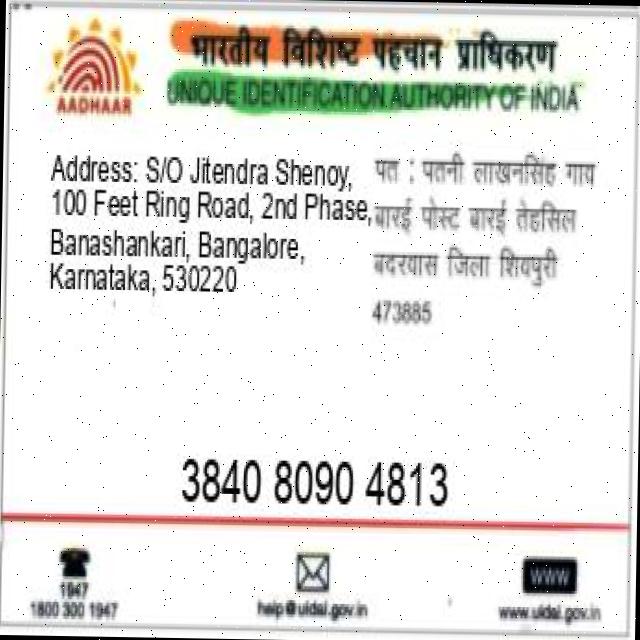 भारतीय विशिष्ट पहचान प्राधिकरण
AADHAAR
UNIQUE IDENTIFICATION AUTHORITY OF INDIA
Address: S/O Jitendra Shenoy,
100 Feet Ring Road, 2nd Phase,
Banashankari, Bangalore,
Karnataka, 530220
पत : पतनी लाखनसिंह गाय
बारई पोस्ट बारई तेहसिल
बदरवास जिला शिवपुरी
473885
3840 8090 4813
1947
1800 300 1947
help@uidai.gov.in
www
www.uidai.gov.in